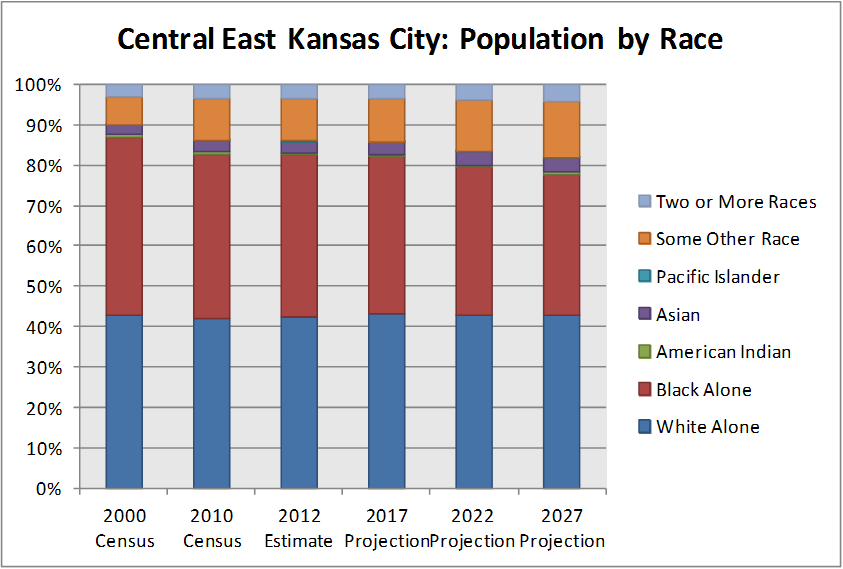 Central East Kansas City: Population by Race
100%
90%
80%
70%
60%
50%
40%
30%
20%
10%
0%
2000 2010 2012 2017 2022 2027
Census Census Estimate Projection Projection Projection
Two or More Races
Some Other Race
Pacific Islander
Asian
American Indian
Black Alone
White Alone